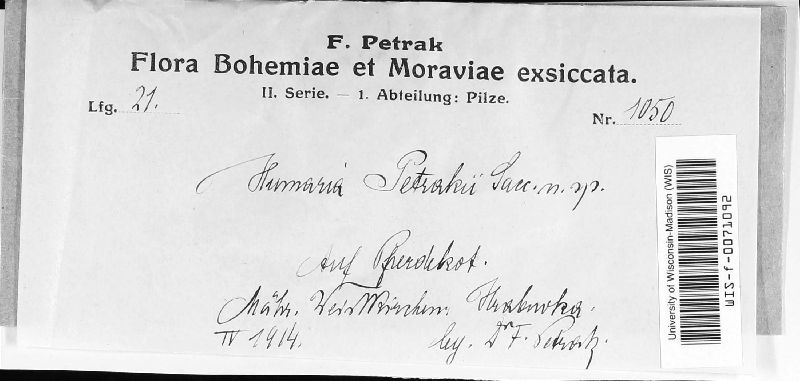 F. Petrak
Flora Bohemiae et Moraviae exsiccata.
II. Serie. — 1. Abteilung: Pilze.
Lfg. 21.
Nr. 1050
Humaria Petrakii Sacc. n. sp.
Auf Pferdekot.
Mähr. Weisskirchen: Hrabuvka.
IV 1914.
leg. Dr F. Petrak.
University of Wisconsin-Madison (WIS)
WIS-f-0071092